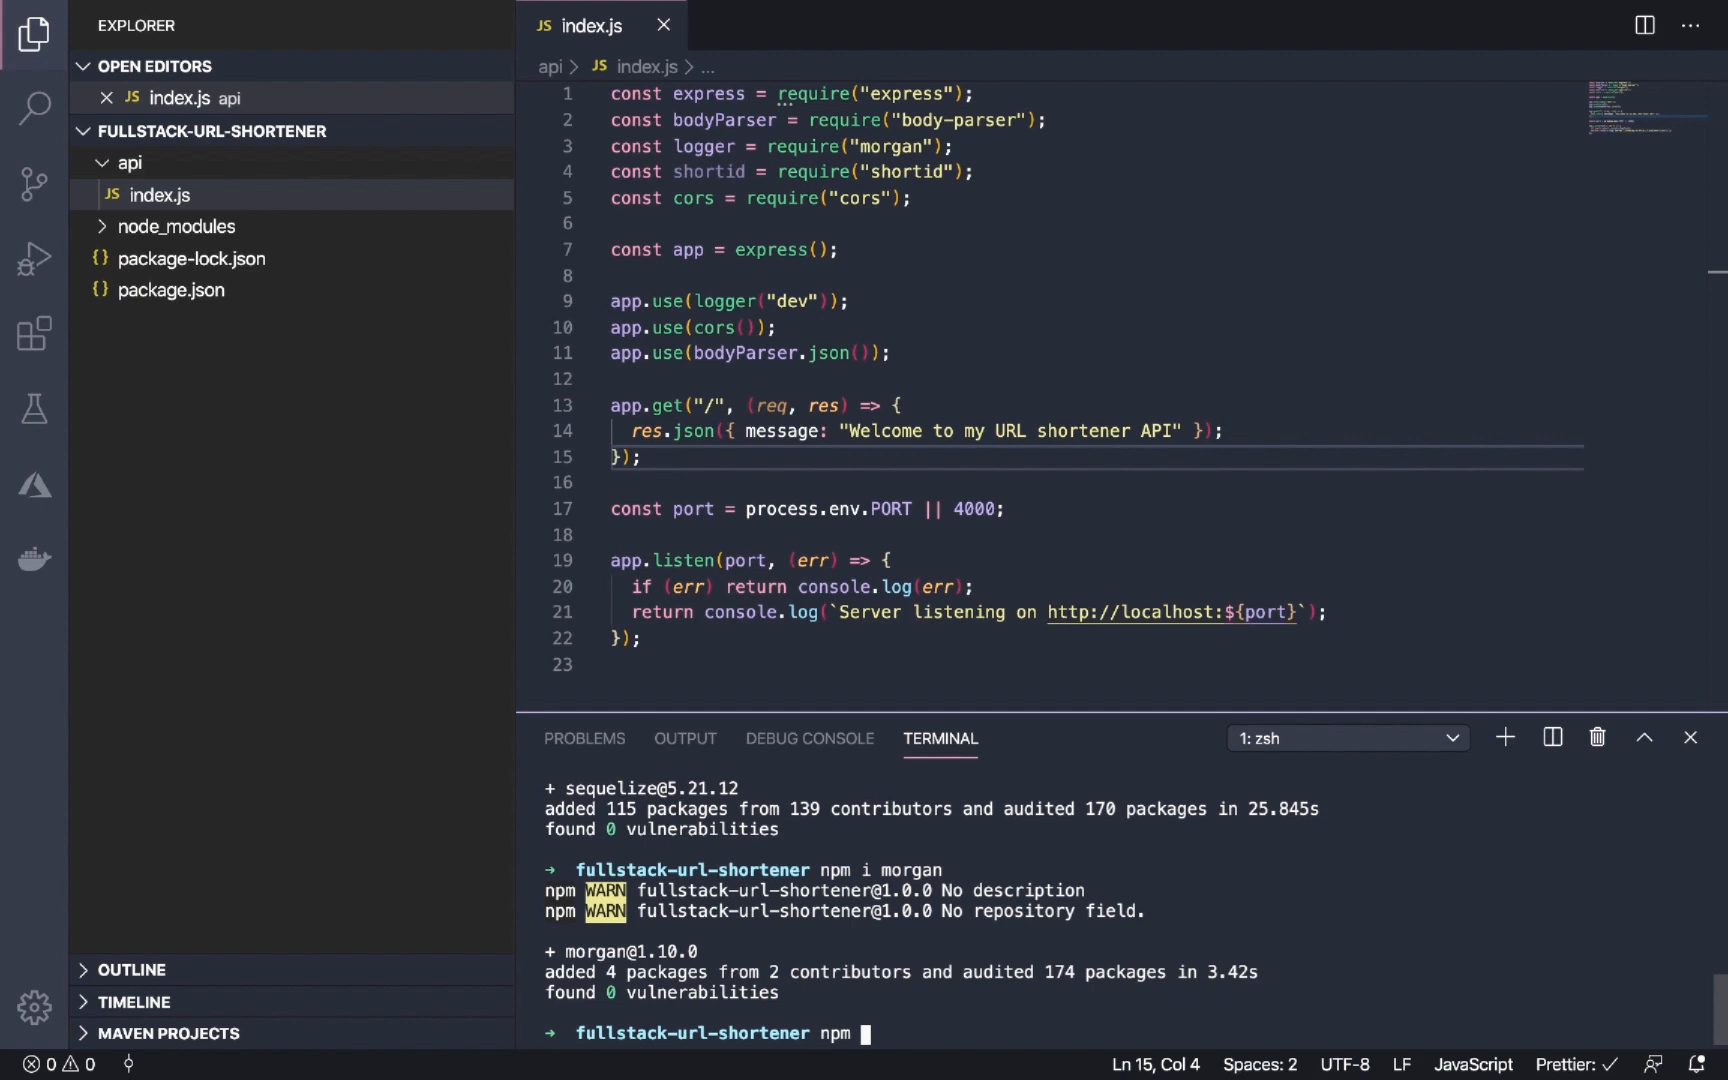 EXPLORER
OPEN EDITORS
JS index.js api
FULLSTACK-URL-SHORTENER
api
JS index.js
node_modules
{} package-lock.json
{} package.json
OUTLINE
TIMELINE
MAVEN PROJECTS
JS index.js
api > JS index.js > ...
1 const express = require("express");
2 const bodyParser = require("body-parser");
3 const logger = require("morgan");
4 const shortid = require("shortid");
5 const cors = require("cors");
6
7 const app = express();
8
9 app.use(logger("dev"));
10 app.use(cors());
11 app.use(bodyParser.json());
12
13 app.get("/", (req, res) => {
14 res.json({ message: "Welcome to my URL shortener API" });
15 });
16
17 const port = process.env.PORT || 4000;
18
19 app.listen(port, (err) => {
20 if (err) return console.log(err);
21 return console.log(`Server listening on http://localhost:${port}`);
22 });
23
PROBLEMS OUTPUT DEBUG CONSOLE TERMINAL 1: zsh
+ sequelize@5.21.12
added 115 packages from 139 contributors and audited 170 packages in 25.845s
found 0 vulnerabilities
→ fullstack-url-shortener npm i morgan
npm WARN fullstack-url-shortener@1.0.0 No description
npm WARN fullstack-url-shortener@1.0.0 No repository field.
+ morgan@1.10.0
added 4 packages from 2 contributors and audited 174 packages in 3.42s
found 0 vulnerabilities
→ fullstack-url-shortener npm
0 0 Ln 15, Col 4 Spaces: 2 UTF-8 LF JavaScript Prettier: ✓